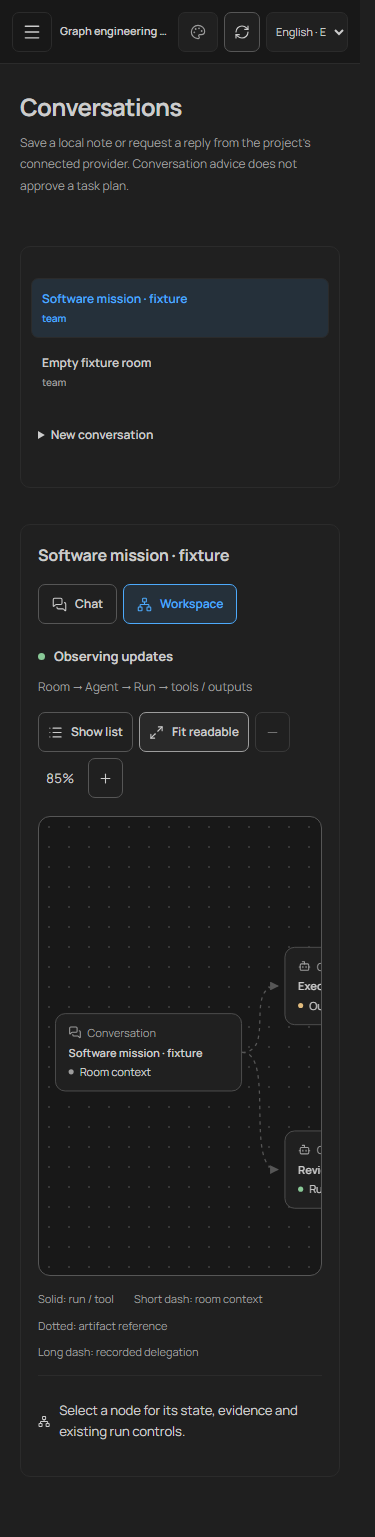 Graph engineering ...
English · E
Conversations
Save a local note or request a reply from the project's
connected provider. Conversation advice does not
approve a task plan.
Software mission · fixture
team
Empty fixture room
team
New conversation
Software mission · fixture
Chat
Workspace
Observing updates
Room → Agent → Run → tools / outputs
Show list
Fit readable
85%
Conversation
Software mission · fixture
Room context
Solid: run / tool
Short dash: room context
Dotted: artifact reference
Long dash: recorded delegation
Select a node for its state, evidence and
existing run controls.